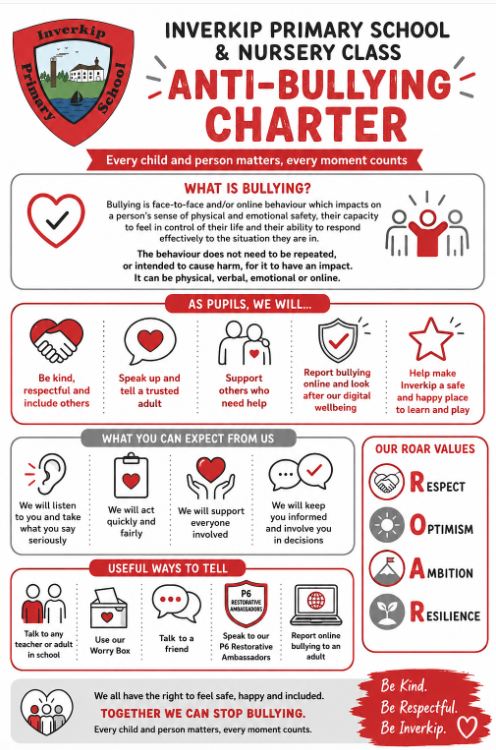 Inverkip
Primary
School
INVERKIP PRIMARY SCHOOL
& NURSERY CLASS
ANTI-BULLYING
CHARTER
Every child and person matters, every moment counts
WHAT IS BULLYING?
Bullying is face-to-face and/or online behaviour which impacts on
a person's sense of physical and emotional safety, their capacity
to feel in control of their life and their ability to respond
effectively to the situation they are in.
The behaviour does not need to be repeated,
or intended to cause harm, for it to have an impact.
It can be physical, verbal, emotional or online.
AS PUPILS, WE WILL...
Be kind,
respectful and
include others
Speak up and
tell a trusted
adult
Support
others who
need help
Report bullying
online and look
after our digital
wellbeing
Help make
Inverkip a safe
and happy place
to learn and play
WHAT YOU CAN EXPECT FROM US
We will listen
to you and take
what you say
seriously
We will act
quickly and
fairly
We will support
everyone
involved
We will keep
you informed
and involve you
in decisions
OUR ROAR VALUES
RESPECT
OPTIMISM
AMBITION
RESILIENCE
USEFUL WAYS TO TELL
Talk to any
teacher or adult
in school
Use our
Worry Box
Talk to a
friend
P6
RESTORATIVE
AMBASSADORS
Speak to our
P6 Restorative
Ambassadors
Report online
bullying to an
adult
We all have the right to feel safe, happy and included.
TOGETHER WE CAN STOP BULLYING.
Every child and person matters, every moment counts.
Be Kind.
Be Respectful.
Be Inverkip.